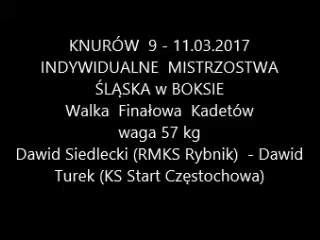 KNURÓW 9 - 11.03.2017
INDYWIDUALNE MISTRZOSTWA
ŚLĄSKA w BOKSIE
Walka Finałowa Kadetów
waga 57 kg
Dawid Siedlecki (RMKS Rybnik) - Dawid
Turek (KS Start Częstochowa)